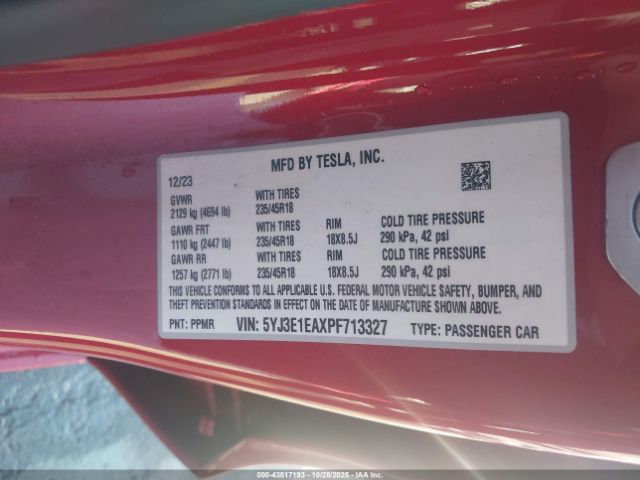 MFD BY TESLA, INC.
12/23
GVWR WITH TIRES
2129 kg (4694 lb) 235/45R18
GAWR FRT WITH TIRES RIM COLD TIRE PRESSURE
1110 kg (2447 lb) 235/45R18 18X8.5J 290 kPa, 42 psi
GAWR RR WITH TIRES RIM COLD TIRE PRESSURE
1257 kg (2771 lb) 235/45R18 18X8.5J 290 kPa, 42 psi
THIS VEHICLE CONFORMS TO ALL APPLICABLE U.S. FEDERAL MOTOR VEHICLE SAFETY, BUMPER, AND
THEFT PREVENTION STANDARDS IN EFFECT ON THE DATE OF MANUFACTURE SHOWN ABOVE.
PNT: PPMR VIN: 5YJ3E1EAXPF713327 TYPE: PASSENGER CAR
000-43517193 - 10/28/2025 - IAAI.COM